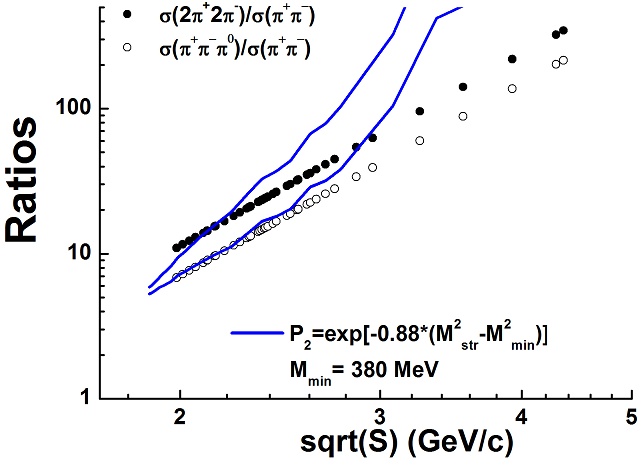 σ(2π⁺2π⁻)/σ(π⁺π⁻)
σ(π⁺π⁻π⁰)/σ(π⁺π⁻)
100
10
1
Ratios
P₂=exp[-0.88*(M²str-M²min)]
Mmin= 380 MeV
2 3 4 5
sqrt(S) (GeV/c)